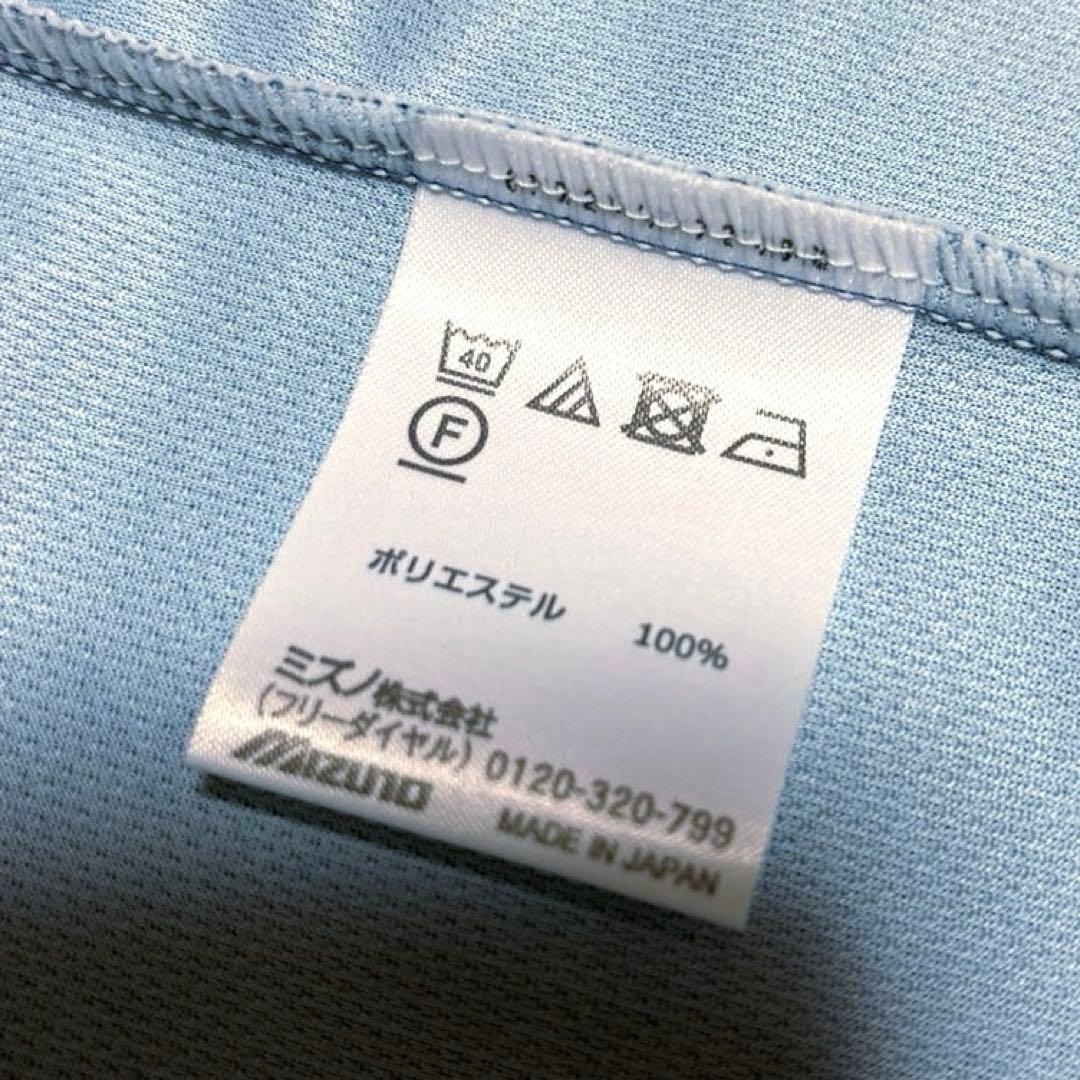 40
F
ポリエステル 100%
ミズノ株式会社
(フリーダイヤル) 0120-320-799
MIZUNO
MADE IN JAPAN